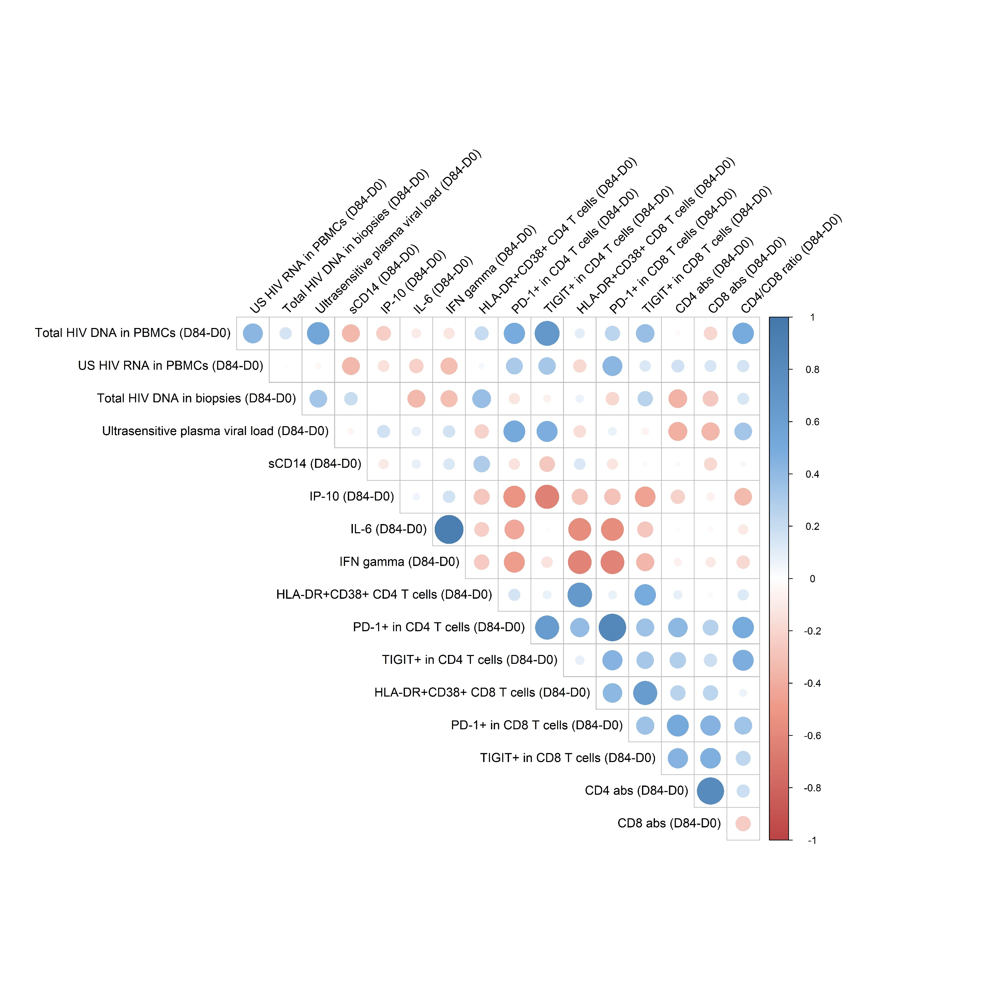 US HIV RNA in PBMCs (D84-D0)
Total HIV DNA in biopsies (D84-D0)
Ultrasensitive plasma viral load (D84-D0)
sCD14 (D84-D0)
IP-10 (D84-D0)
IL-6 (D84-D0)
IFN gamma (D84-D0)
HLA-DR+CD38+ CD4 T cells (D84-D0)
PD-1+ in CD4 T cells (D84-D0)
TIGIT+ in CD4 T cells (D84-D0)
HLA-DR+CD38+ CD8 T cells (D84-D0)
PD-1+ in CD8 T cells (D84-D0)
TIGIT+ in CD8 T cells (D84-D0)
CD4 abs (D84-D0)
CD8 abs (D84-D0)
CD4/CD8 ratio (D84-D0)
Total HIV DNA in PBMCs (D84-D0)
US HIV RNA in PBMCs (D84-D0)
Total HIV DNA in biopsies (D84-D0)
Ultrasensitive plasma viral load (D84-D0)
sCD14 (D84-D0)
IP-10 (D84-D0)
IL-6 (D84-D0)
IFN gamma (D84-D0)
HLA-DR+CD38+ CD4 T cells (D84-D0)
PD-1+ in CD4 T cells (D84-D0)
TIGIT+ in CD4 T cells (D84-D0)
HLA-DR+CD38+ CD8 T cells (D84-D0)
PD-1+ in CD8 T cells (D84-D0)
TIGIT+ in CD8 T cells (D84-D0)
CD4 abs (D84-D0)
CD8 abs (D84-D0)
1
0.8
0.6
0.4
0.2
0
-0.2
-0.4
-0.6
-0.8
-1